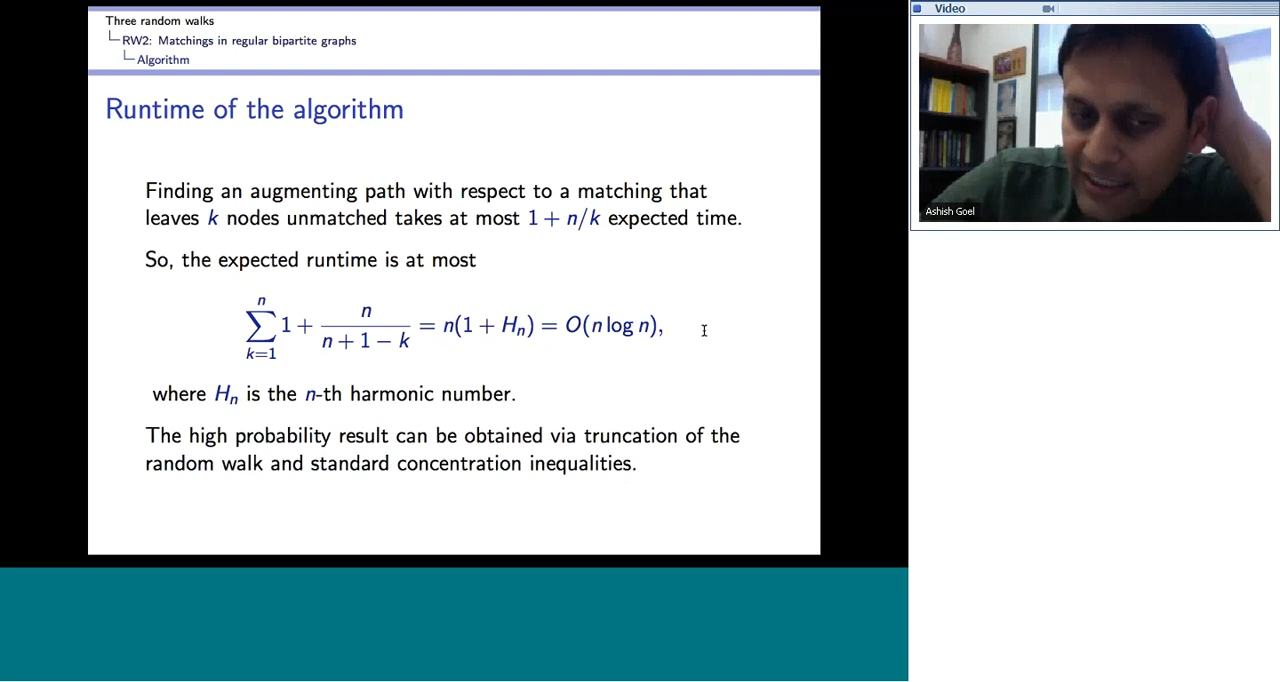 Three random walks
RW2: Matchings in regular bipartite graphs
Algorithm
Runtime of the algorithm
Finding an augmenting path with respect to a matching that
leaves k nodes unmatched takes at most 1 + n/k expected time.
So, the expected runtime is at most
∑_{k=1}^{n} 1 + n/(n + 1 − k) = n(1 + H_n) = O(n log n),
where H_n is the n-th harmonic number.
The high probability result can be obtained via truncation of the
random walk and standard concentration inequalities.
Video
Ashish Goel